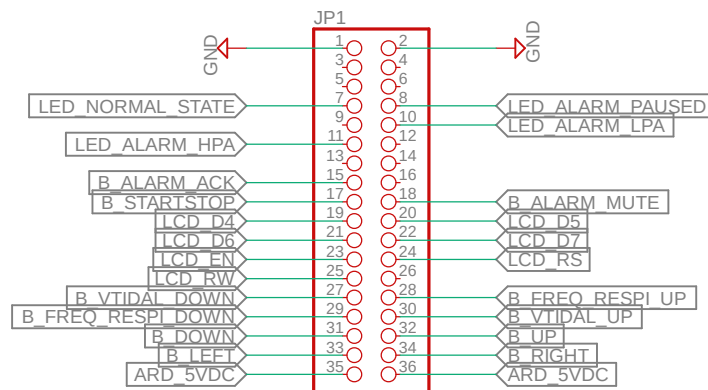 JP1
GND 1 2 GND
3 4
5 6
LED_NORMAL_STATE 7 8 LED_ALARM_PAUSED
9 10 LED_ALARM_LPA
LED_ALARM_HPA 11 12
13 14
B_ALARM_ACK 15 16
B_STARTSTOP 17 18 B_ALARM_MUTE
LCD_D4 19 20 LCD_D5
LCD_D6 21 22 LCD_D7
LCD_EN 23 24 LCD_RS
LCD_RW 25 26
B_VTIDAL_DOWN 27 28 B_FREQ_RESPI_UP
B_FREQ_RESPI_DOWN 29 30 B_VTIDAL_UP
B_DOWN 31 32 B_UP
B_LEFT 33 34 B_RIGHT
ARD_5VDC 35 36 ARD_5VDC